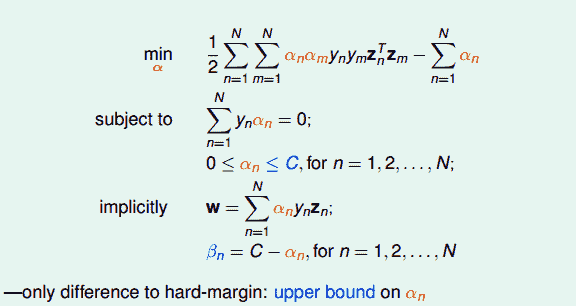 min_α 1/2 ∑_{n=1}^{N} ∑_{m=1}^{N} α_n α_m y_n y_m z_n^T z_m − ∑_{n=1}^{N} α_n
subject to ∑_{n=1}^{N} y_n α_n = 0;
0 ≤ α_n ≤ C, for n = 1, 2, . . . , N;
implicitly w = ∑_{n=1}^{N} α_n y_n z_n;
β_n = C − α_n, for n = 1, 2, . . . , N
—only difference to hard-margin: upper bound on α_n